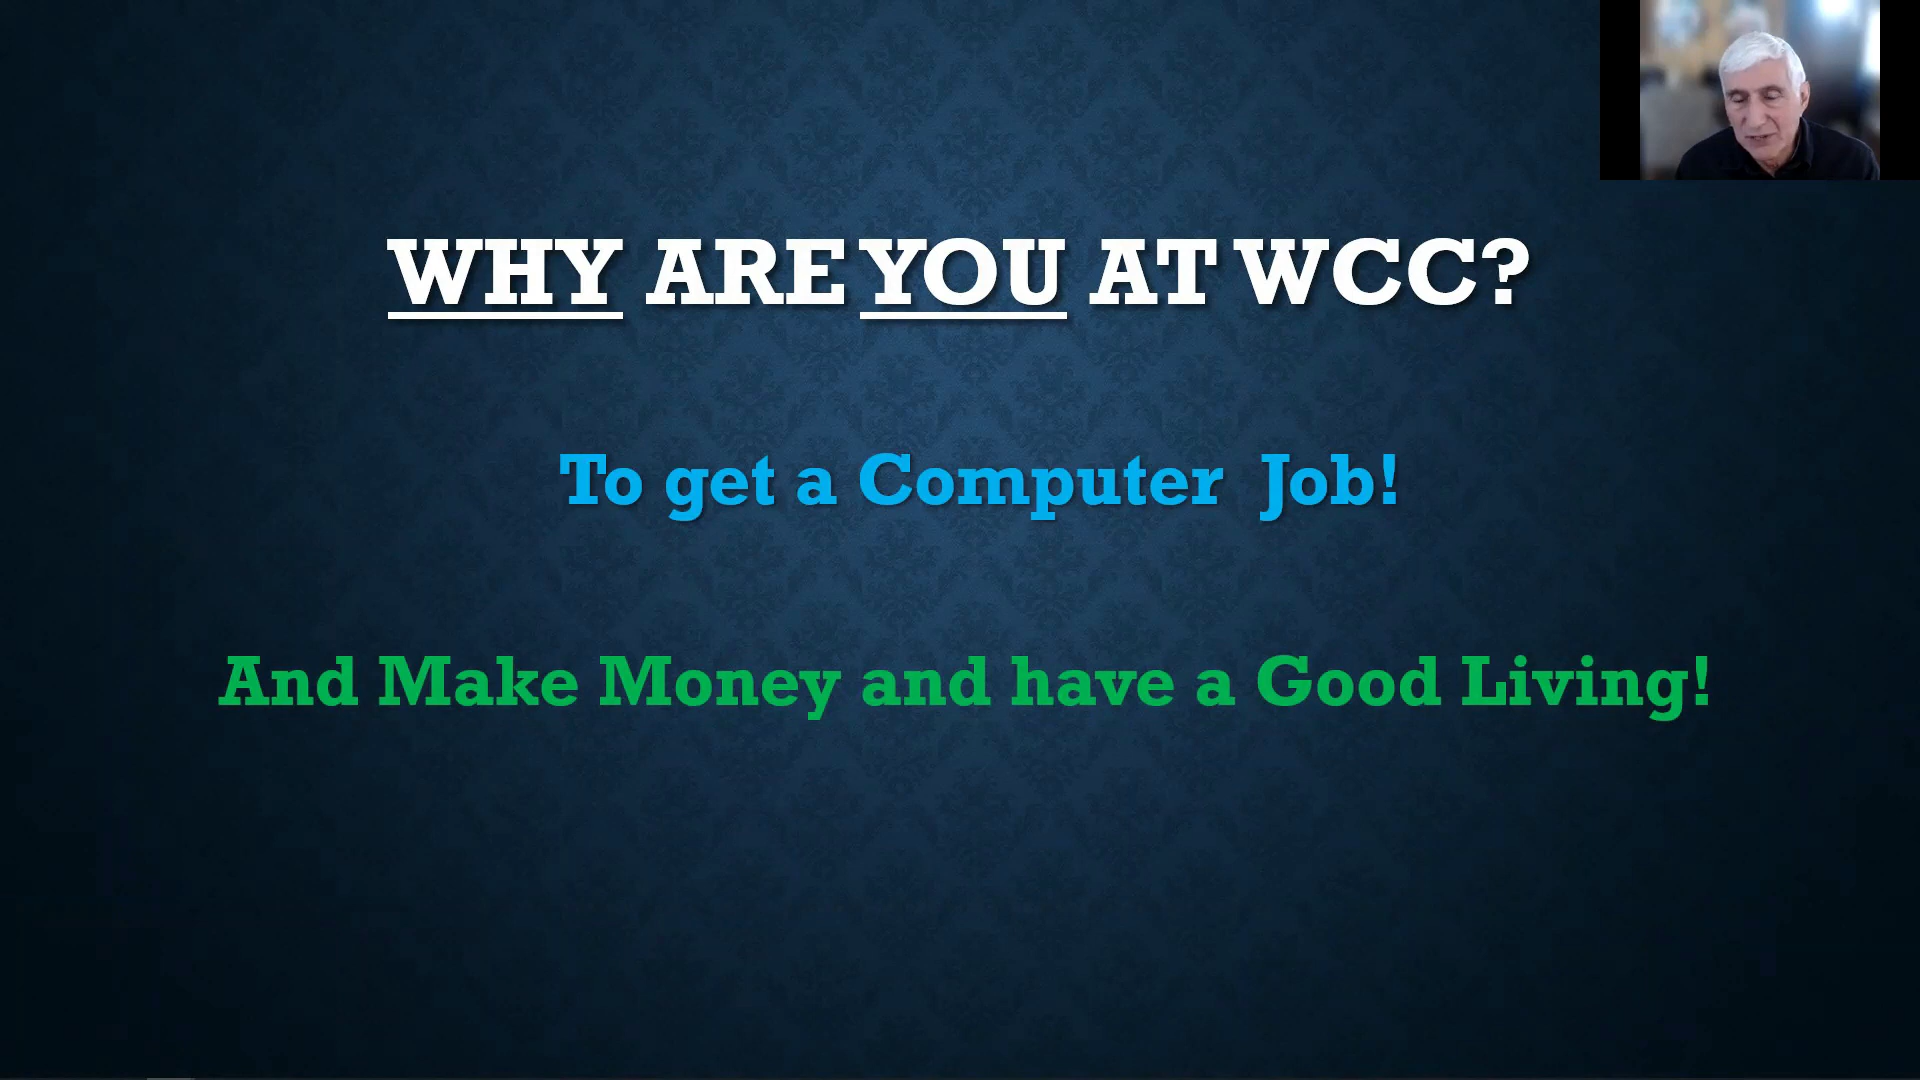 WHY ARE YOU AT WCC?
To get a Computer Job!
And Make Money and have a Good Living!